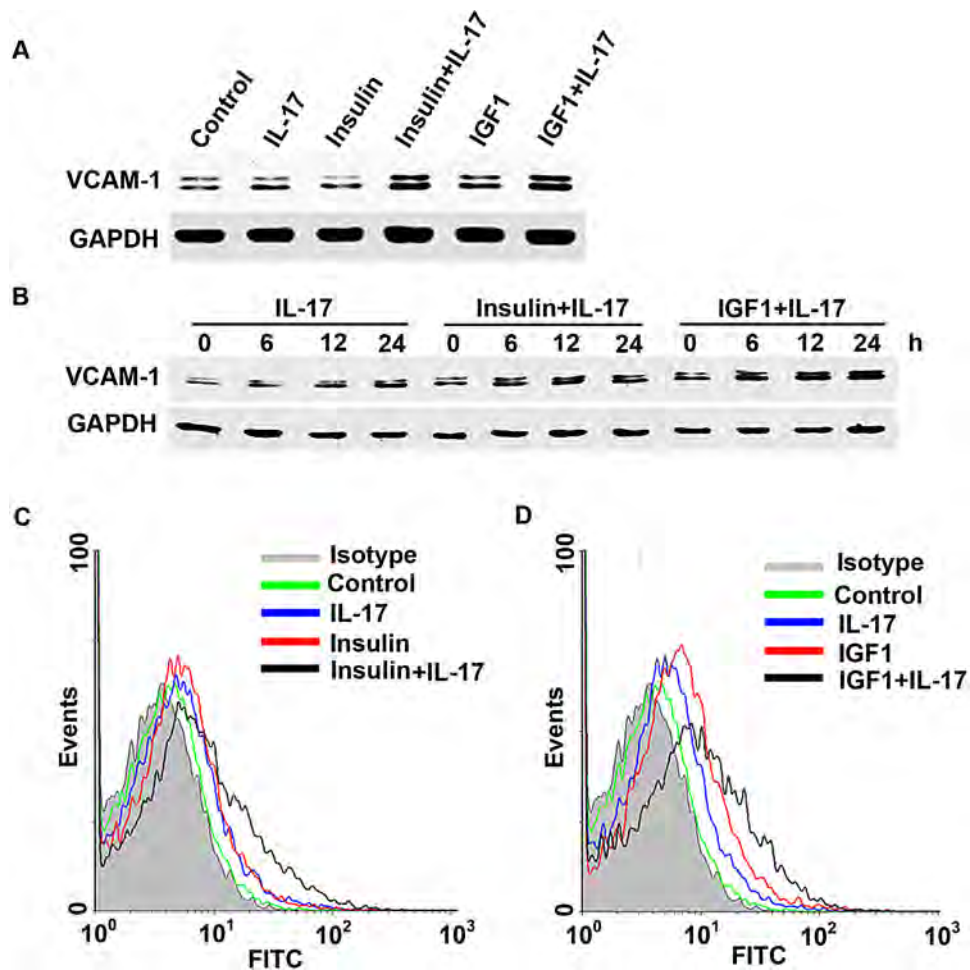 A
Control
IL-17
Insulin
Insulin+IL-17
IGF1
IGF1+IL-17
VCAM-1
GAPDH
B
IL-17 Insulin+IL-17 IGF1+IL-17
0 6 12 24 0 6 12 24 0 6 12 24 h
VCAM-1
GAPDH
C
100
Isotype
Control
IL-17
Insulin
Insulin+IL-17
Events
0
10^0 10^1 10^2 10^3
FITC
D
100
Isotype
Control
IL-17
IGF1
IGF1+IL-17
Events
0
10^0 10^1 10^2 10^3
FITC